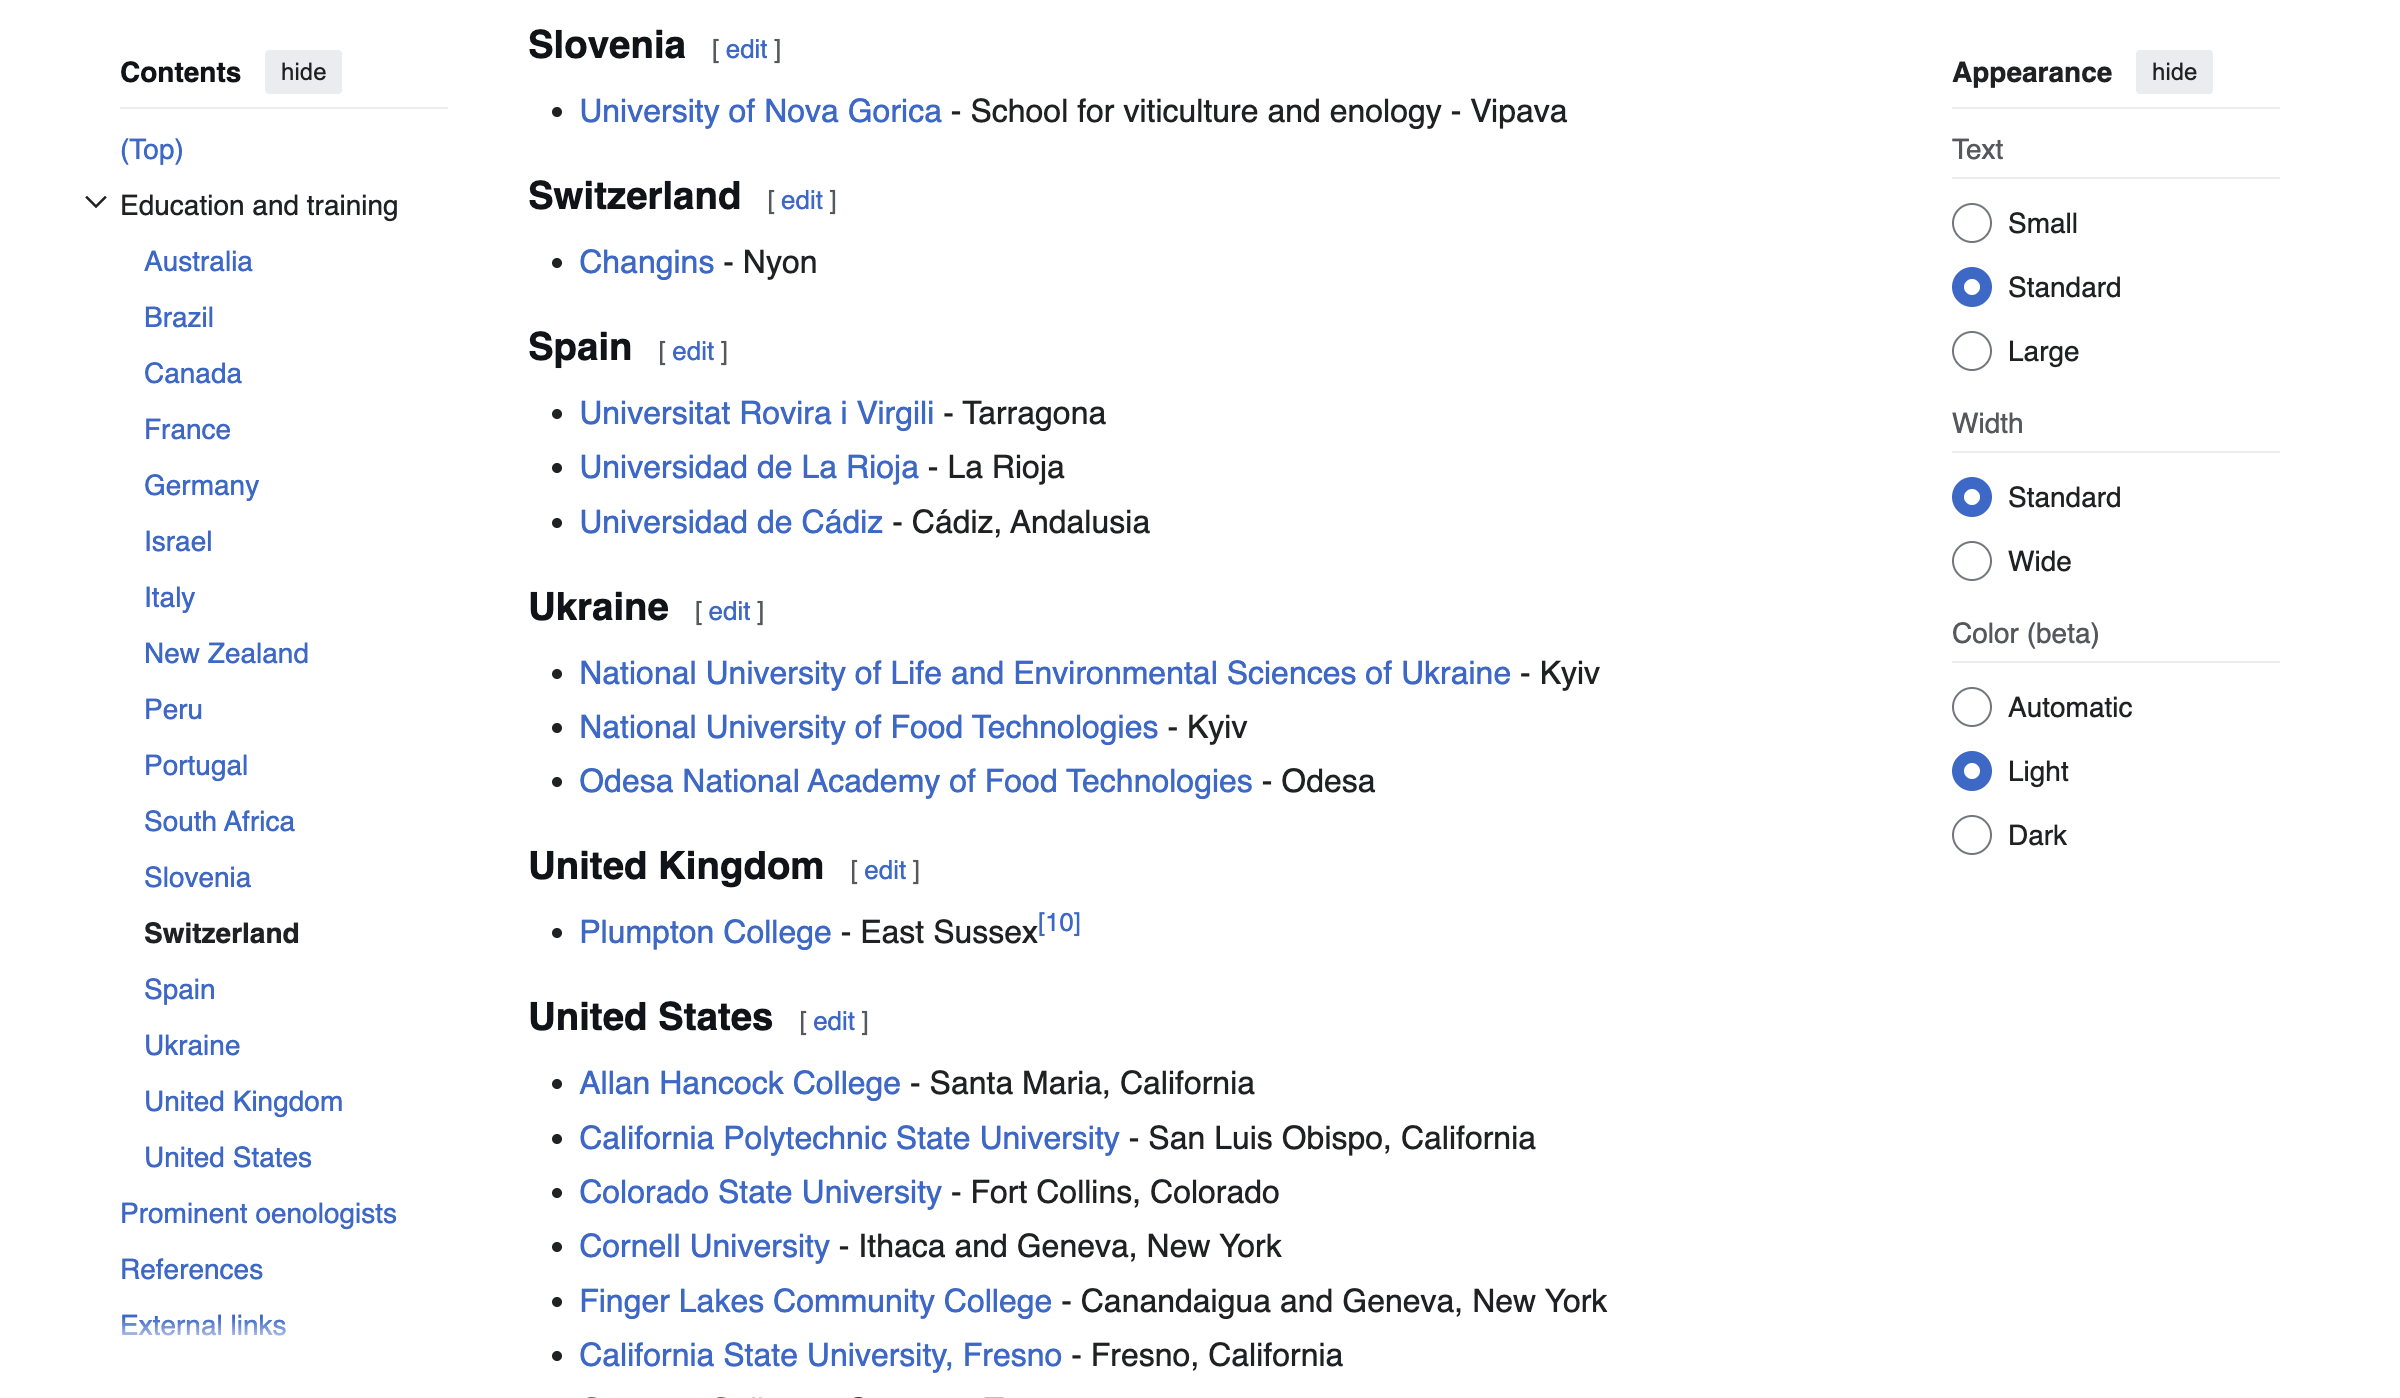 Contents hide
(Top)
Education and training
Australia
Brazil
Canada
France
Germany
Israel
Italy
New Zealand
Peru
Portugal
South Africa
Slovenia
Switzerland
Spain
Ukraine
United Kingdom
United States
Prominent oenologists
References
External links
Slovenia [ edit ]
• University of Nova Gorica - School for viticulture and enology - Vipava
Switzerland [ edit ]
• Changins - Nyon
Spain [ edit ]
• Universitat Rovira i Virgili - Tarragona
• Universidad de La Rioja - La Rioja
• Universidad de Cádiz - Cádiz, Andalusia
Ukraine [ edit ]
• National University of Life and Environmental Sciences of Ukraine - Kyiv
• National University of Food Technologies - Kyiv
• Odesa National Academy of Food Technologies - Odesa
United Kingdom [ edit ]
• Plumpton College - East Sussex[10]
United States [ edit ]
• Allan Hancock College - Santa Maria, California
• California Polytechnic State University - San Luis Obispo, California
• Colorado State University - Fort Collins, Colorado
• Cornell University - Ithaca and Geneva, New York
• Finger Lakes Community College - Canandaigua and Geneva, New York
• California State University, Fresno - Fresno, California
Appearance hide
Text
Small
Standard
Large
Width
Standard
Wide
Color (beta)
Automatic
Light
Dark